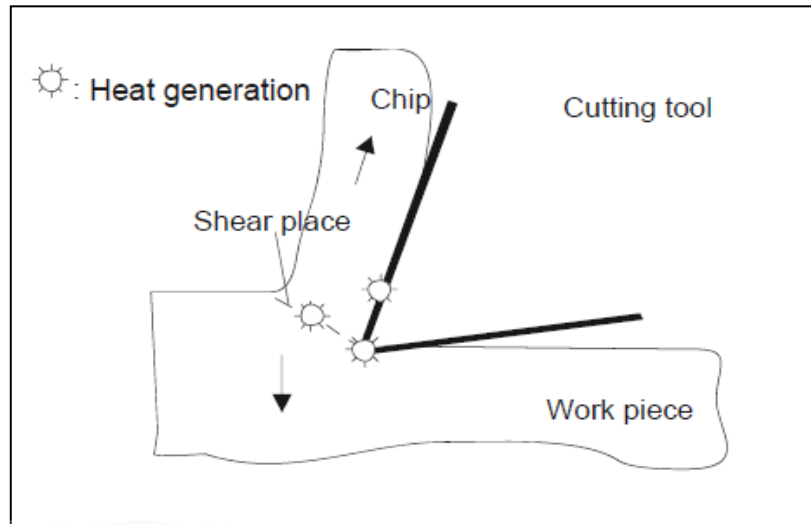 : Heat generation
Chip
Cutting tool
Shear place
Work piece